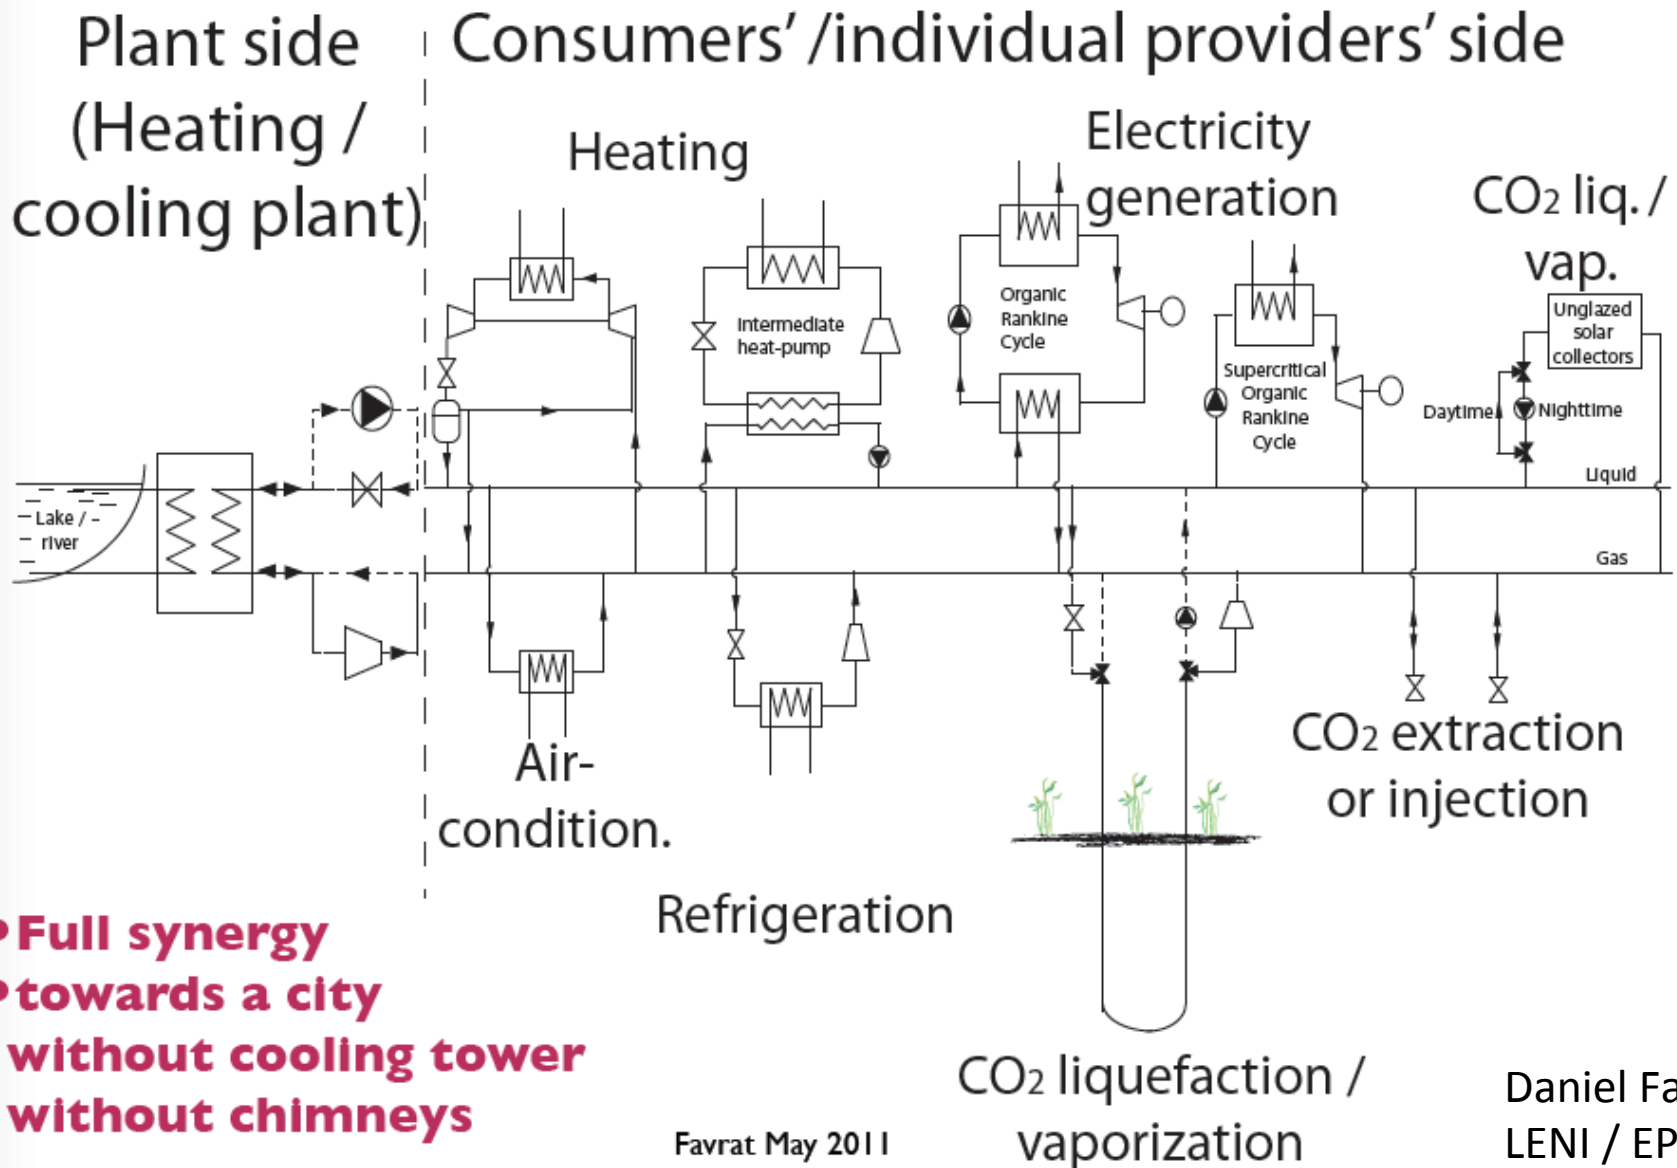 Plant side
(Heating /
cooling plant)
Consumers’ /individual providers’ side
Heating
Electricity
generation
CO2 liq. /
vap.
Intermediate
heat-pump
Organic
Rankine
Cycle
Supercritical
Organic
Rankine
Cycle
Unglazed
solar
collectors
Daytime
Nighttime
Liquid
Gas
Lake /
river
Air-
condition.
Refrigeration
CO2 extraction
or injection
CO2 liquefaction /
vaporization
•Full synergy
•towards a city
without cooling tower
without chimneys
Favrat May 2011
Daniel Fa
LENI / EP